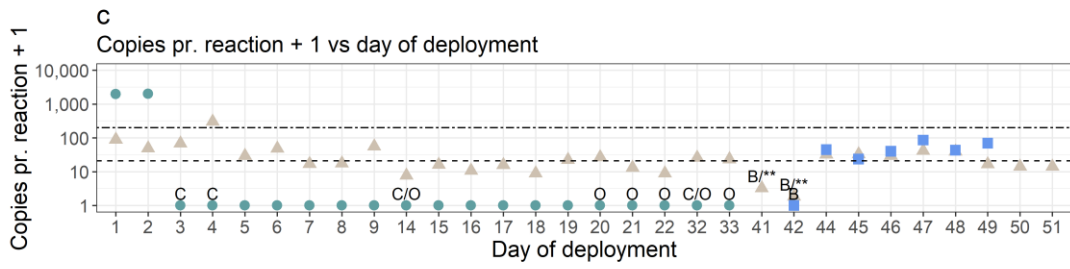 c
Copies pr. reaction + 1 vs day of deployment
Copies pr. reaction + 1
10,000
1,000
100
10
1
B/** B/**
C C C/O O O O C/O O B
1 2 3 4 5 6 7 8 9 14 15 16 17 18 19 20 21 22 32 33 41 42 44 45 46 47 48 49 50 51
Day of deployment